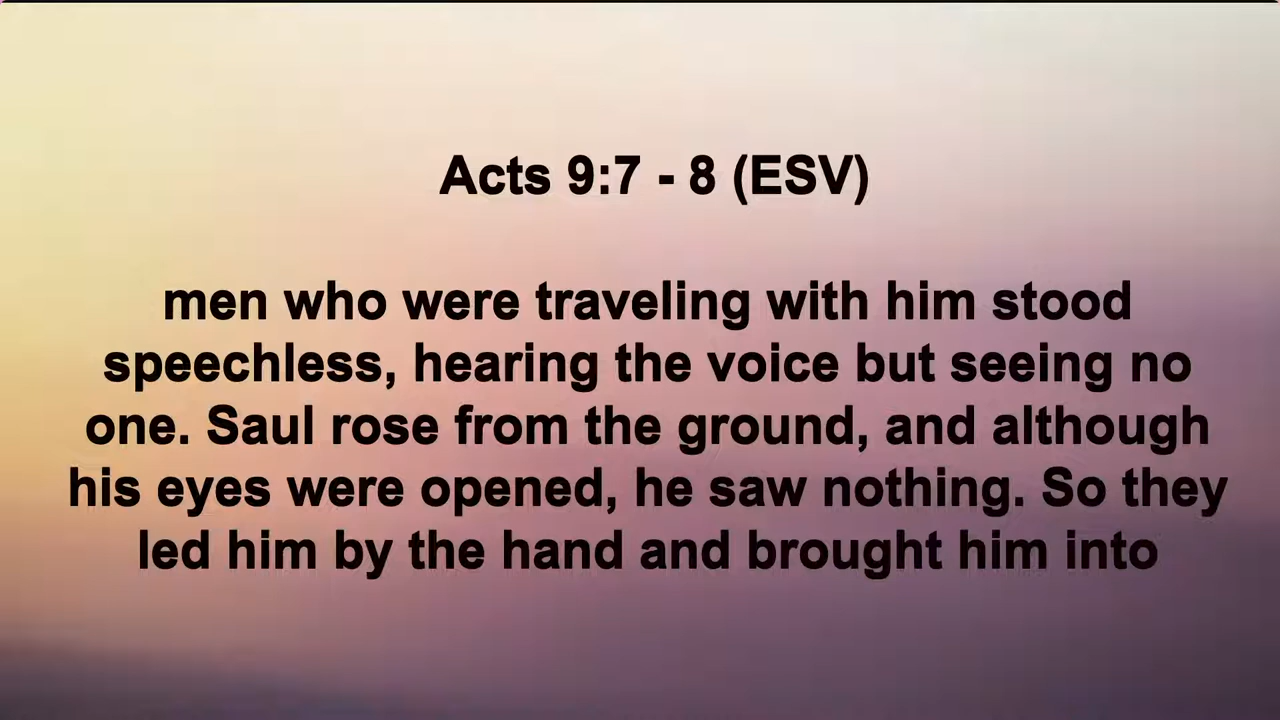 Acts 9:7 - 8 (ESV)
men who were traveling with him stood
speechless, hearing the voice but seeing no
one. Saul rose from the ground, and although
his eyes were opened, he saw nothing. So they
led him by the hand and brought him into